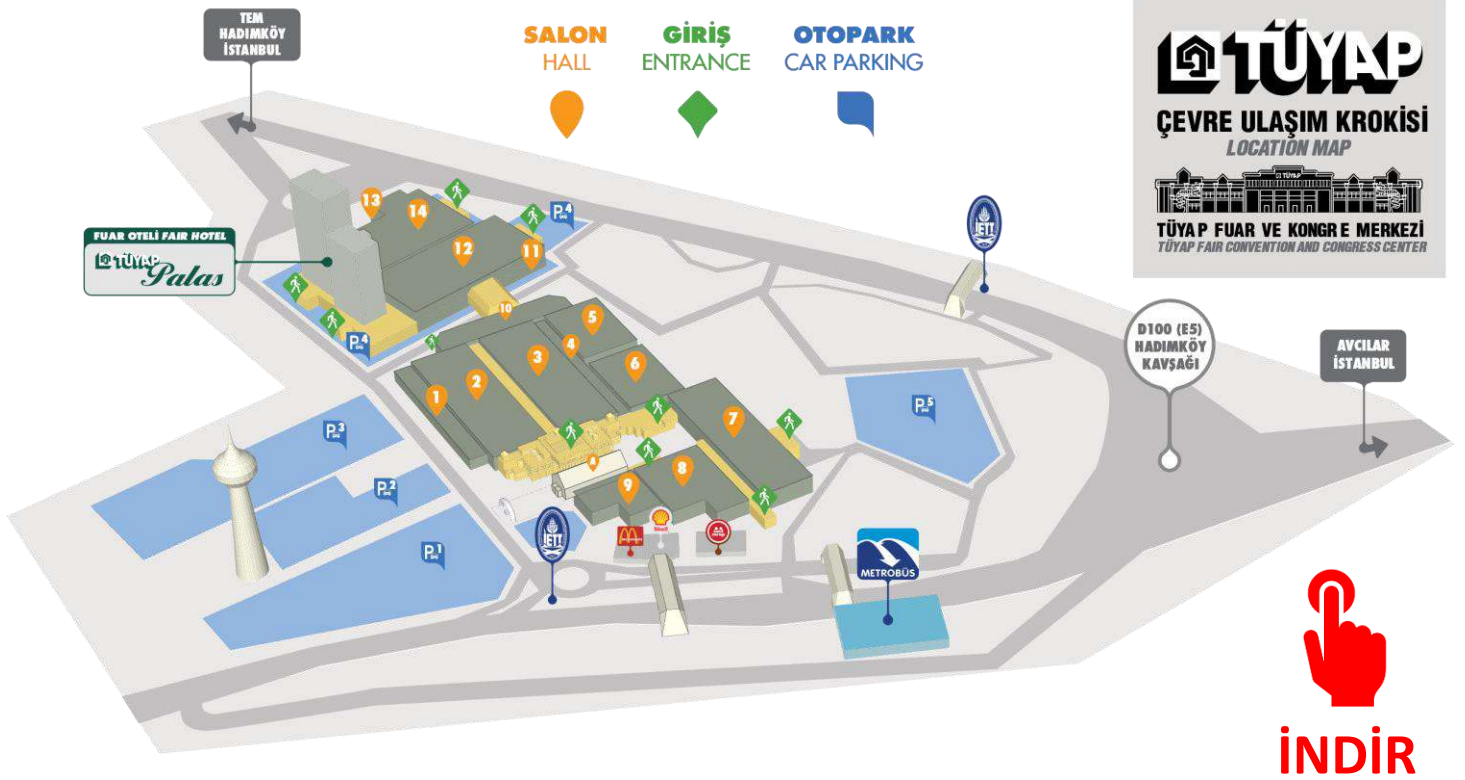 TEM
HADIMKÖY
İSTANBUL
SALON
HALL
GİRİŞ
ENTRANCE
OTOPARK
CAR PARKING
TÜYAP
ÇEVRE ULAŞIM KROKİSİ
LOCATION MAP
TÜYAP
TÜYAP FUAR VE KONGRE MERKEZİ
TÜYAP FAIR CONVENTION AND CONGRESS CENTER
FUAR OTELİ FAIR HOTEL
TÜYAP
Palas
13
14
12
11
P4
İETT
10
5
4
3
6
2
1
P4
7
8
9
A
P3
P2
P1
P5
D100 (E5)
HADIMKÖY
KAVŞAĞI
AVCILAR
İSTANBUL
İETT
METROBÜS
İNDİR